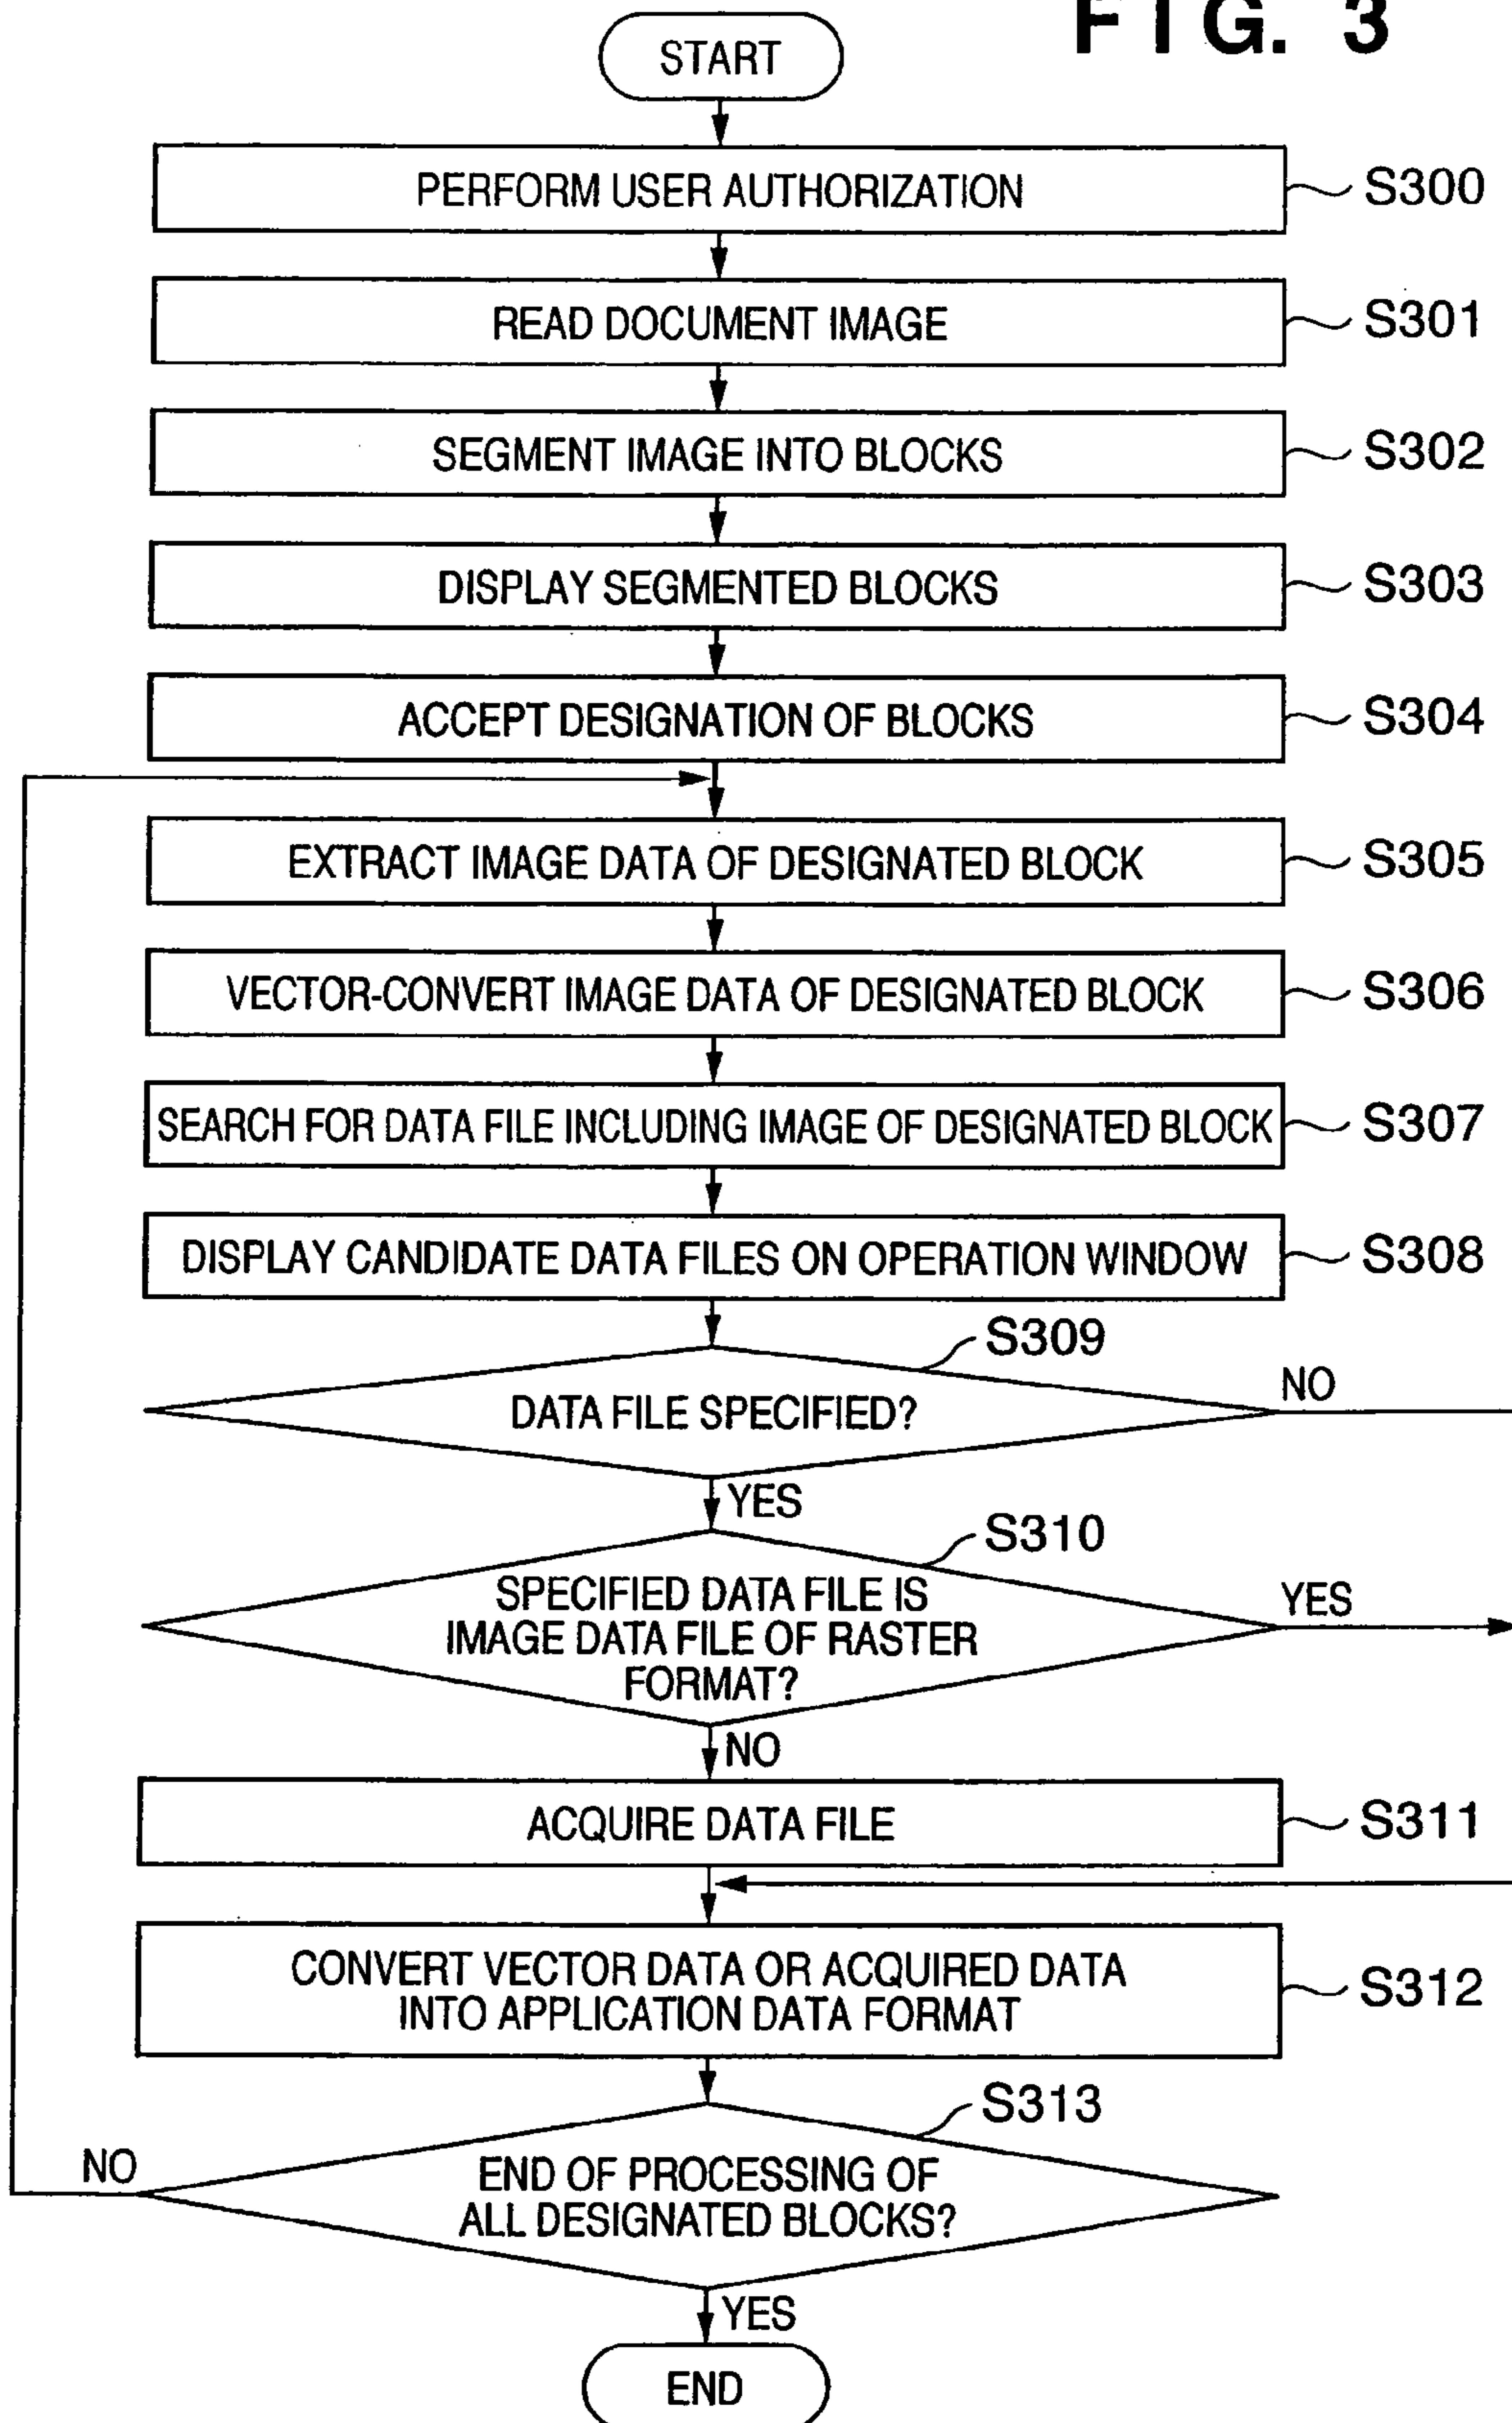 FIG. 3
START
PERFORM USER AUTHORIZATION
S300
READ DOCUMENT IMAGE
S301
SEGMENT IMAGE INTO BLOCKS
S302
DISPLAY SEGMENTED BLOCKS
S303
ACCEPT DESIGNATION OF BLOCKS
S304
EXTRACT IMAGE DATA OF DESIGNATED BLOCK
S305
VECTOR-CONVERT IMAGE DATA OF DESIGNATED BLOCK
S306
SEARCH FOR DATA FILE INCLUDING IMAGE OF DESIGNATED BLOCK
S307
DISPLAY CANDIDATE DATA FILES ON OPERATION WINDOW
S308
S309
DATA FILE SPECIFIED?
NO
YES
S310
SPECIFIED DATA FILE IS
IMAGE DATA FILE OF RASTER
FORMAT?
YES
NO
ACQUIRE DATA FILE
S311
CONVERT VECTOR DATA OR ACQUIRED DATA
INTO APPLICATION DATA FORMAT
S312
S313
NO
END OF PROCESSING OF
ALL DESIGNATED BLOCKS?
YES
END